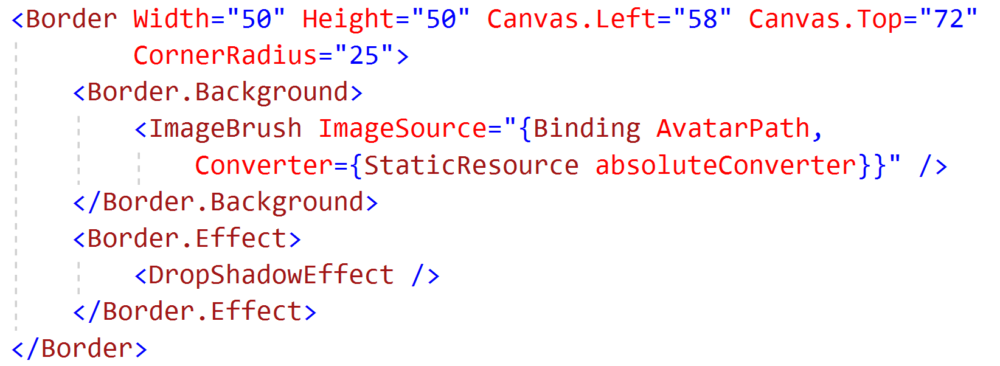 <Border Width="50" Height="50" Canvas.Left="58" Canvas.Top="72"
        CornerRadius="25">
    <Border.Background>
        <ImageBrush ImageSource="{Binding AvatarPath,
            Converter={StaticResource absoluteConverter}}" />
    </Border.Background>
    <Border.Effect>
        <DropShadowEffect />
    </Border.Effect>
</Border>